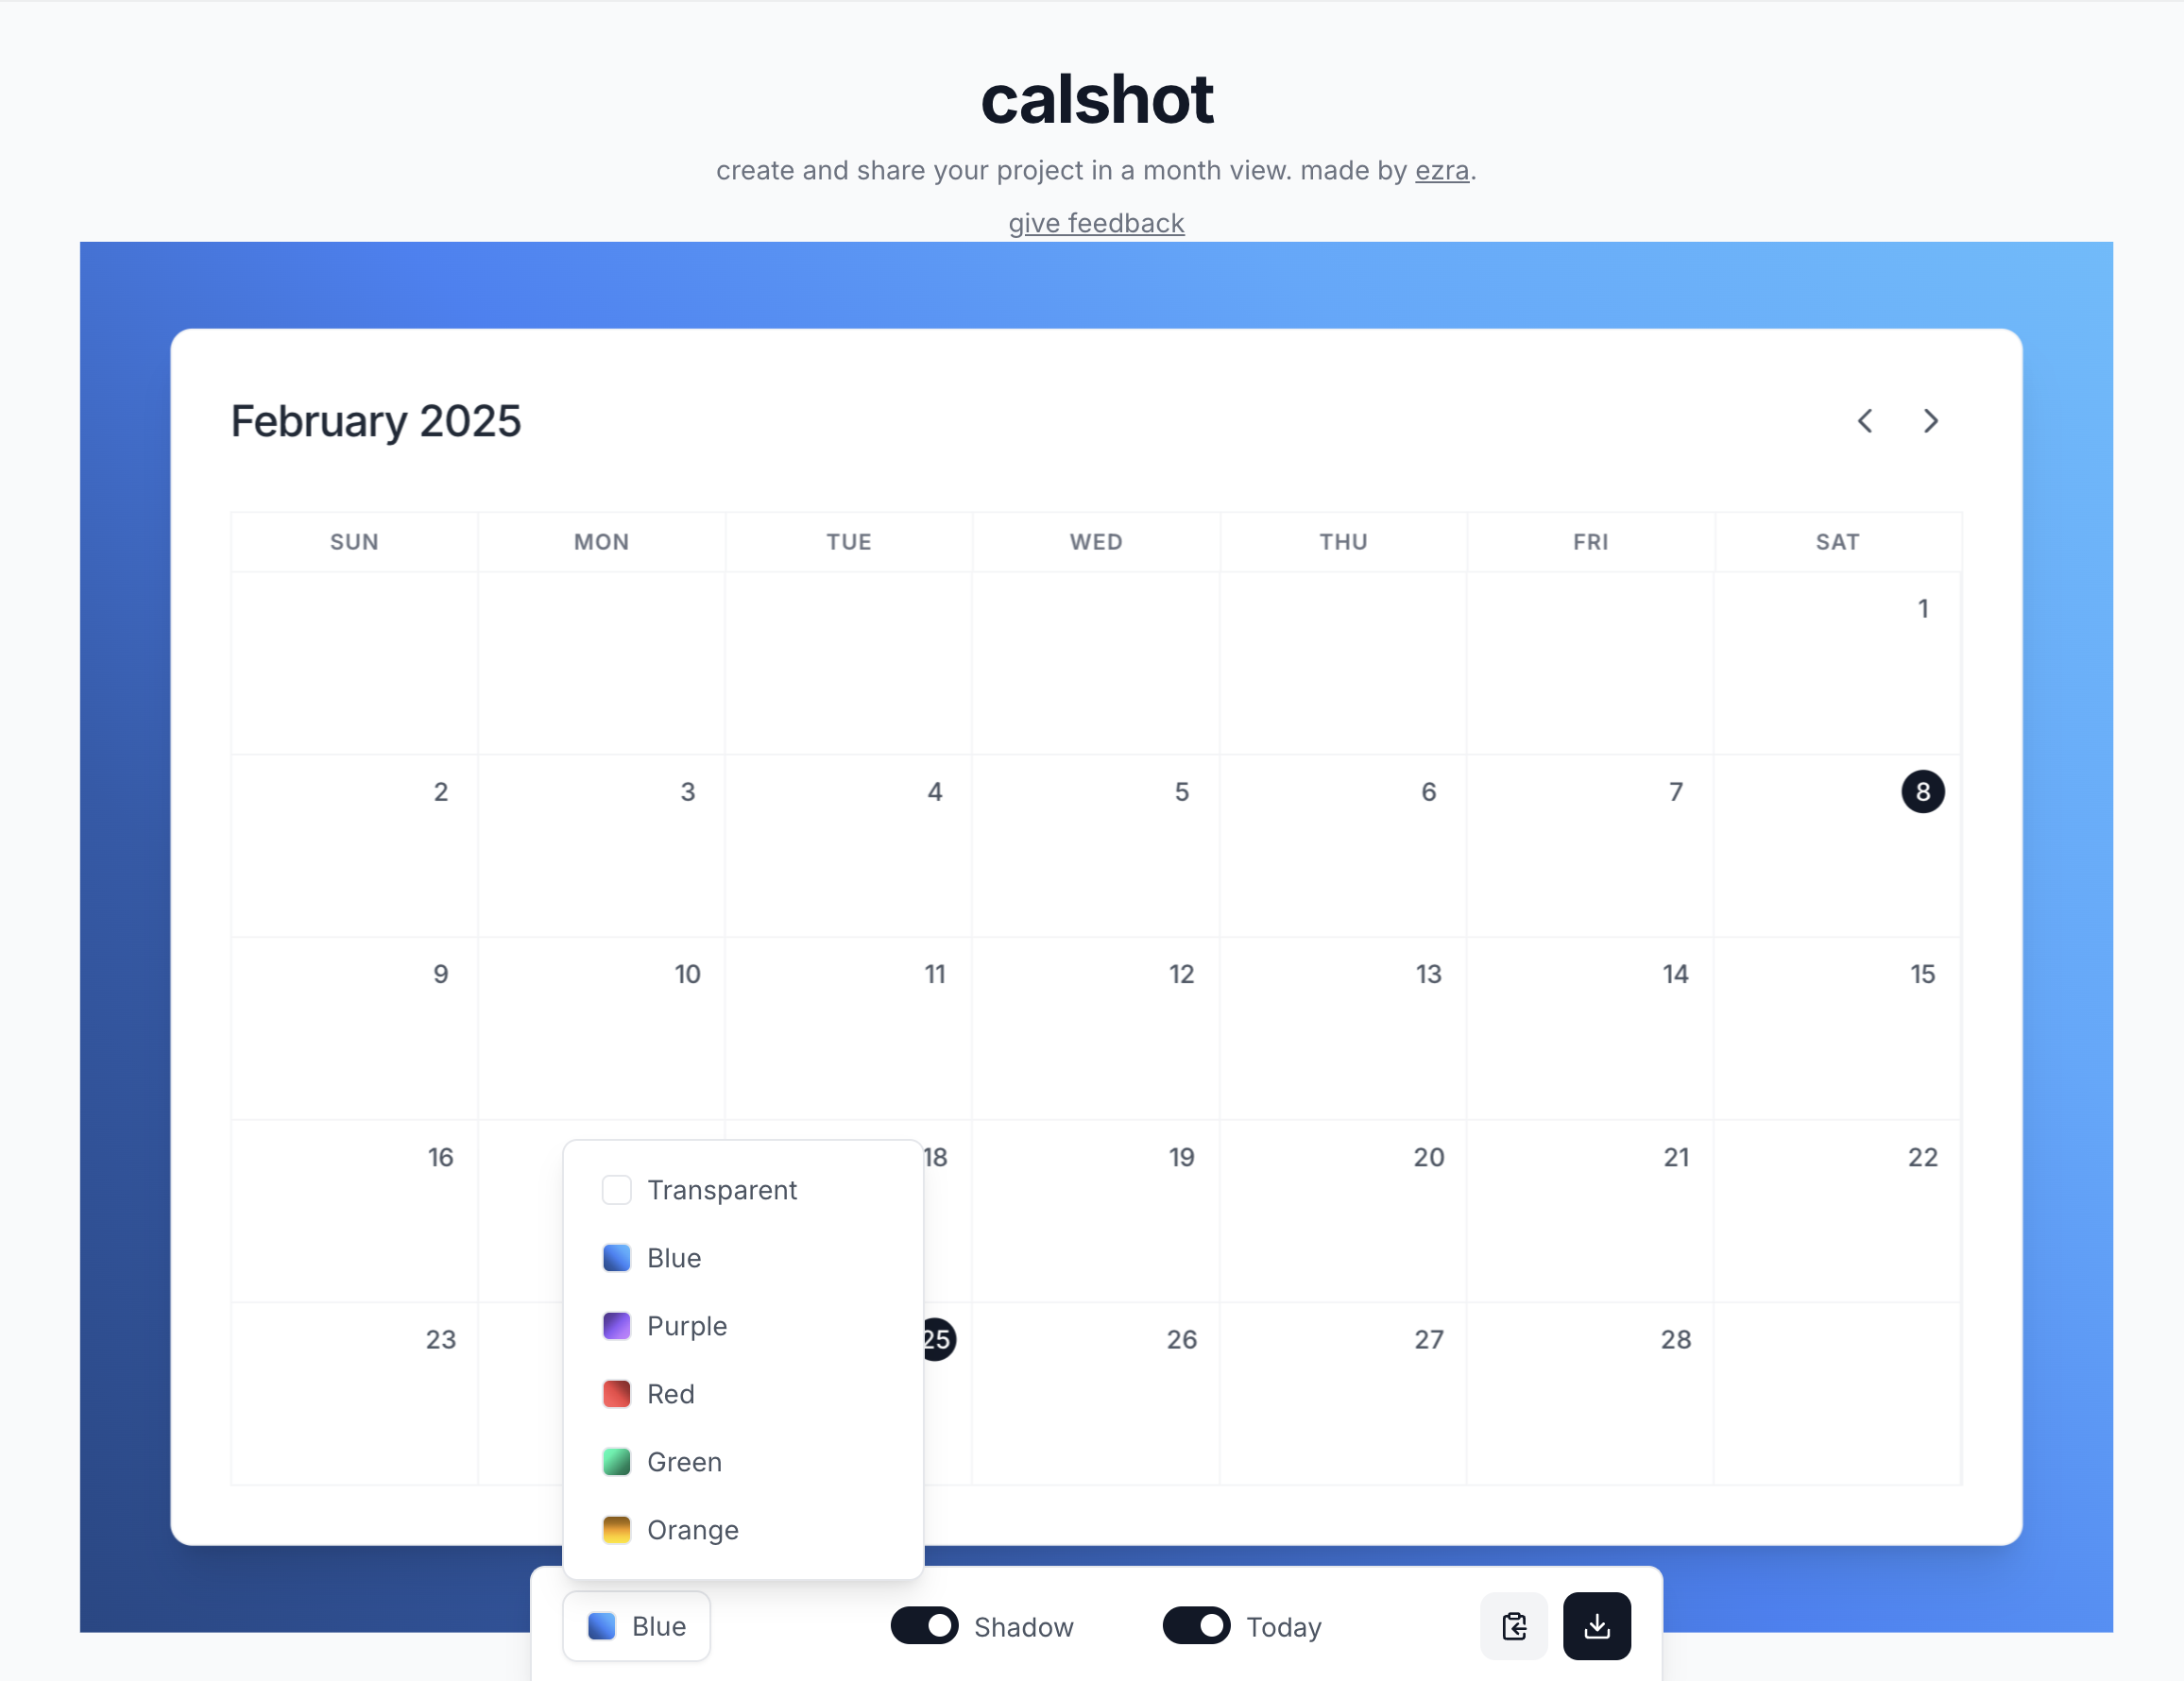 calshot
create and share your project in a month view. made by ezra.
give feedback
February 2025
SUN MON TUE WED THU FRI SAT
1
2 3 4 5 6 7 8
9 10 11 12 13 14 15
16 18 19 20 21 22
23 25 26 27 28
Transparent
Blue
Purple
Red
Green
Orange
Blue Shadow Today